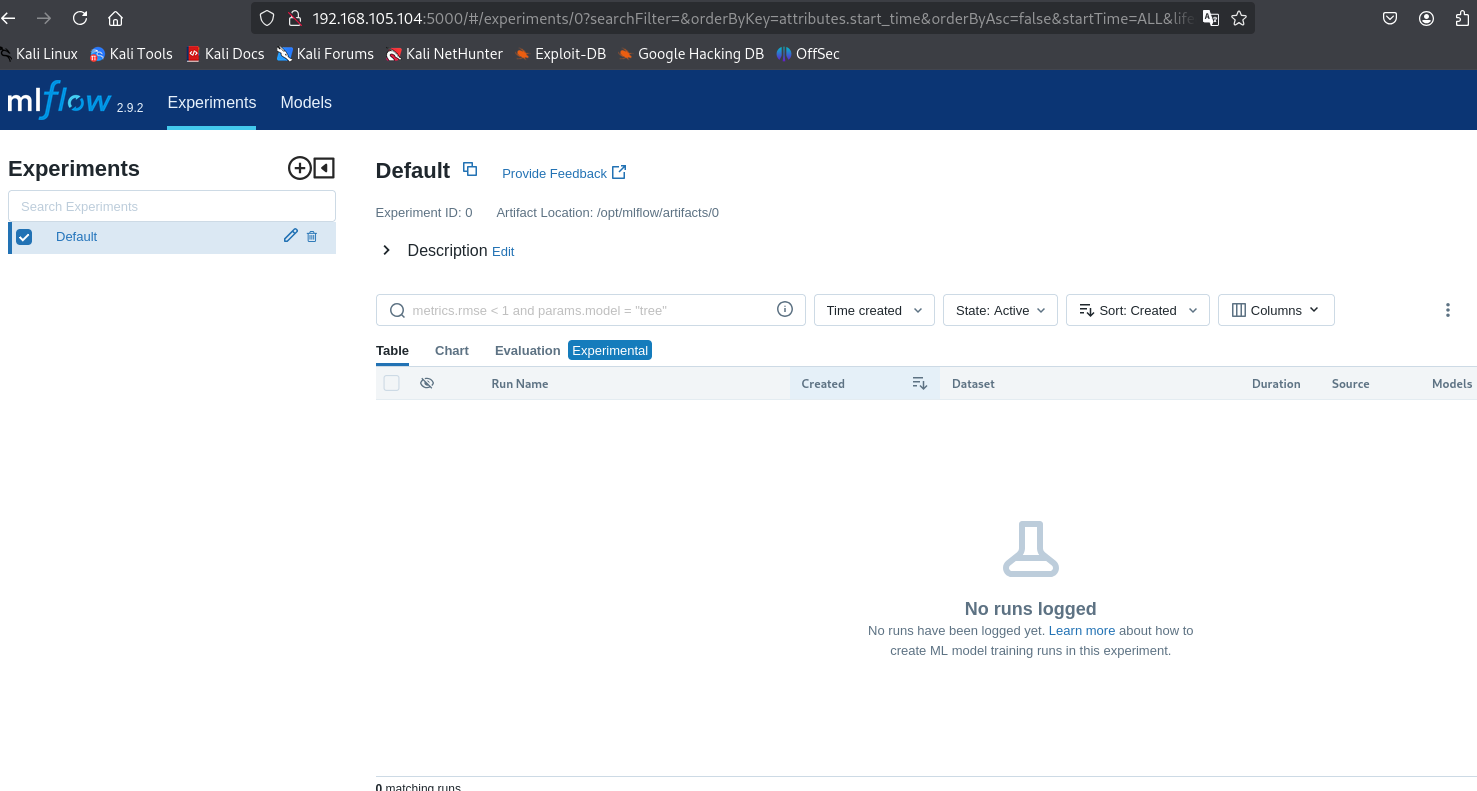 192.168.105.104:5000/#/experiments/0?searchFilter=&orderByKey=attributes.start_time&orderByAsc=false&startTime=ALL&life
Kali Linux Kali Tools Kali Docs Kali Forums Kali NetHunter Exploit-DB Google Hacking DB OffSec
mlflow 2.9.2 Experiments Models
Experiments
Search Experiments
Default
Default Provide Feedback
Experiment ID: 0 Artifact Location: /opt/mlflow/artifacts/0
Description Edit
metrics.rmse < 1 and params.model = "tree" Time created State: Active Sort: Created Columns
Table Chart Evaluation Experimental
Run Name Created Dataset Duration Source Models
No runs logged
No runs have been logged yet. Learn more about how to
create ML model training runs in this experiment.
0 matching runs